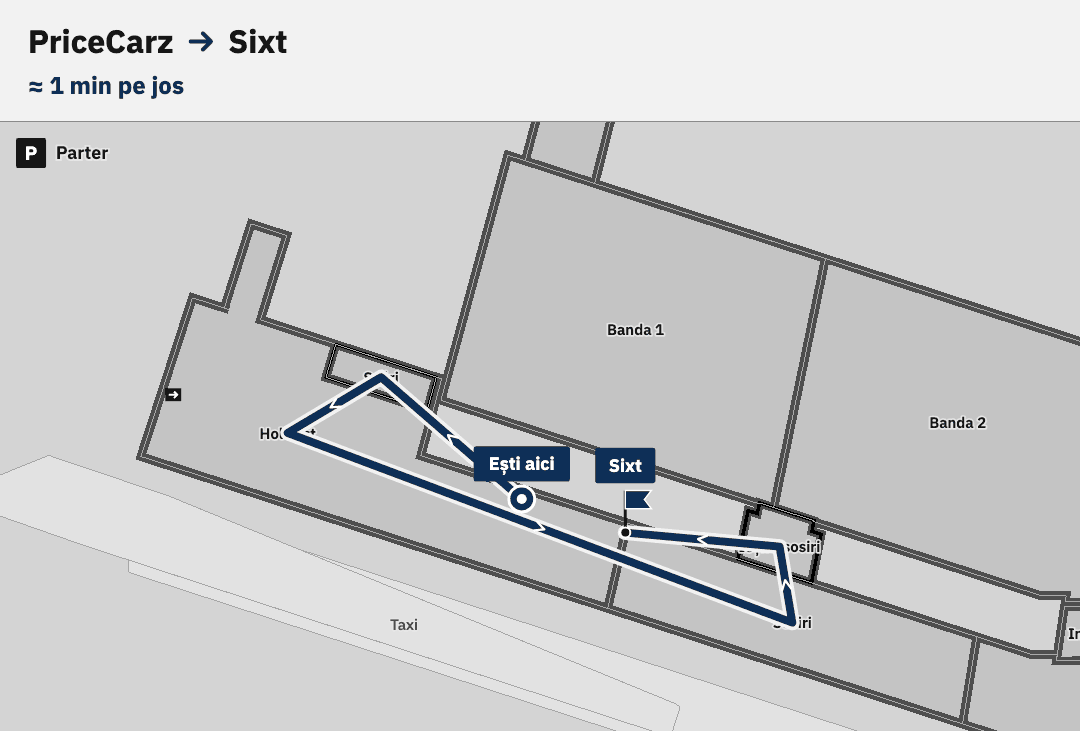 PriceCarz → Sixt
≈ 1 min pe jos
P Parter
Banda 1
Banda 2
Ești aici
Sixt
Taxi